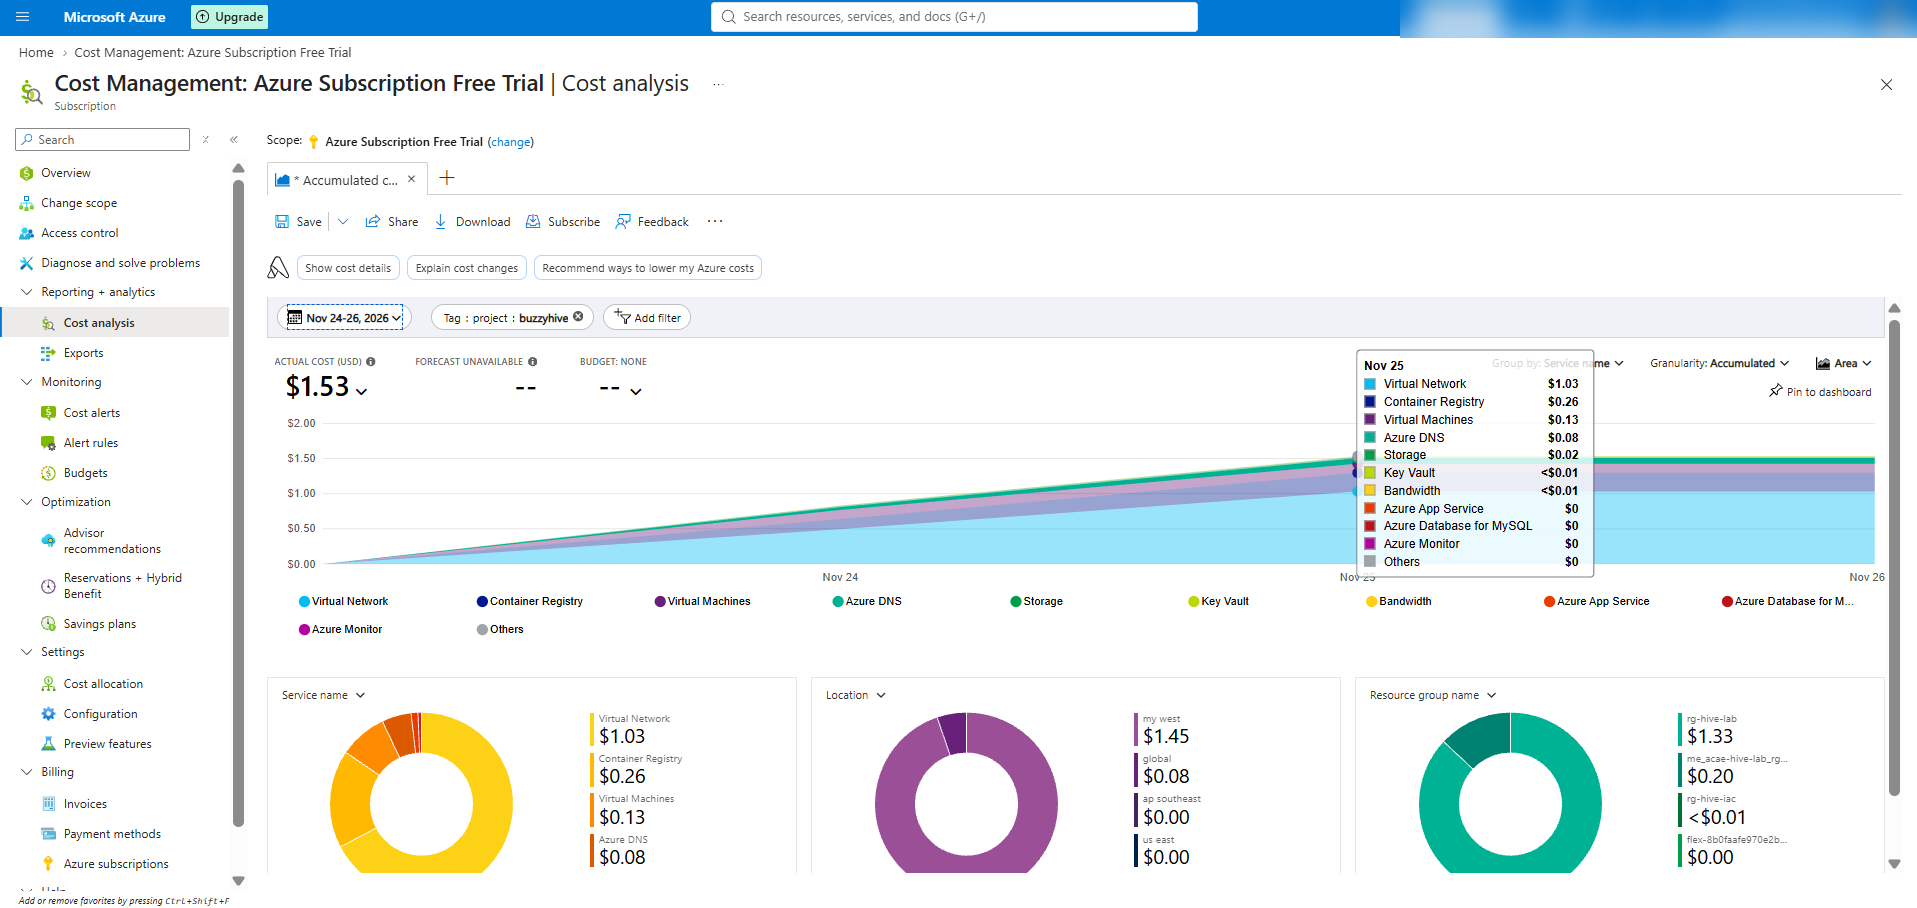 Microsoft Azure
Upgrade
Search resources, services, and docs (G+/)
Home > Cost Management: Azure Subscription Free Trial
Cost Management: Azure Subscription Free Trial | Cost analysis ...
Subscription
Search
Overview
Change scope
Access control
Diagnose and solve problems
Reporting + analytics
Cost analysis
Exports
Monitoring
Cost alerts
Alert rules
Budgets
Optimization
Advisor
recommendations
Reservations + Hybrid
Benefit
Savings plans
Settings
Cost allocation
Configuration
Preview features
Billing
Invoices
Payment methods
Azure subscriptions
Help
Add or remove favorites by pressing Ctrl+Shift+F
Scope: Azure Subscription Free Trial (change)
* Accumulated c...
Save Share Download Subscribe Feedback ...
Show cost details Explain cost changes Recommend ways to lower my Azure costs
Nov 24-26, 2026 Tag : project : buzzyhive Add filter
ACTUAL COST (USD) FORECAST UNAVAILABLE BUDGET: NONE
$1.53 -- --
Group by: Service name Granularity: Accumulated Area
Pin to dashboard
$2.00
$1.50
$1.00
$0.50
$0.00
Nov 24 Nov 25 Nov 26
Nov 25
Virtual Network $1.03
Container Registry $0.26
Virtual Machines $0.13
Azure DNS $0.08
Storage $0.02
Key Vault <$0.01
Bandwidth <$0.01
Azure App Service $0
Azure Database for MySQL $0
Azure Monitor $0
Others $0
Virtual Network Container Registry Virtual Machines Azure DNS Storage Key Vault Bandwidth Azure App Service Azure Database for M...
Azure Monitor Others
Service name
Virtual Network
$1.03
Container Registry
$0.26
Virtual Machines
$0.13
Azure DNS
$0.08
Location
my west
$1.45
global
$0.08
ap southeast
$0.00
us east
$0.00
Resource group name
rg-hive-lab
$1.33
me_acae-hive-lab_rg...
$0.20
rg-hive-iac
<$0.01
flex-8b0faafe970e2b...
$0.00